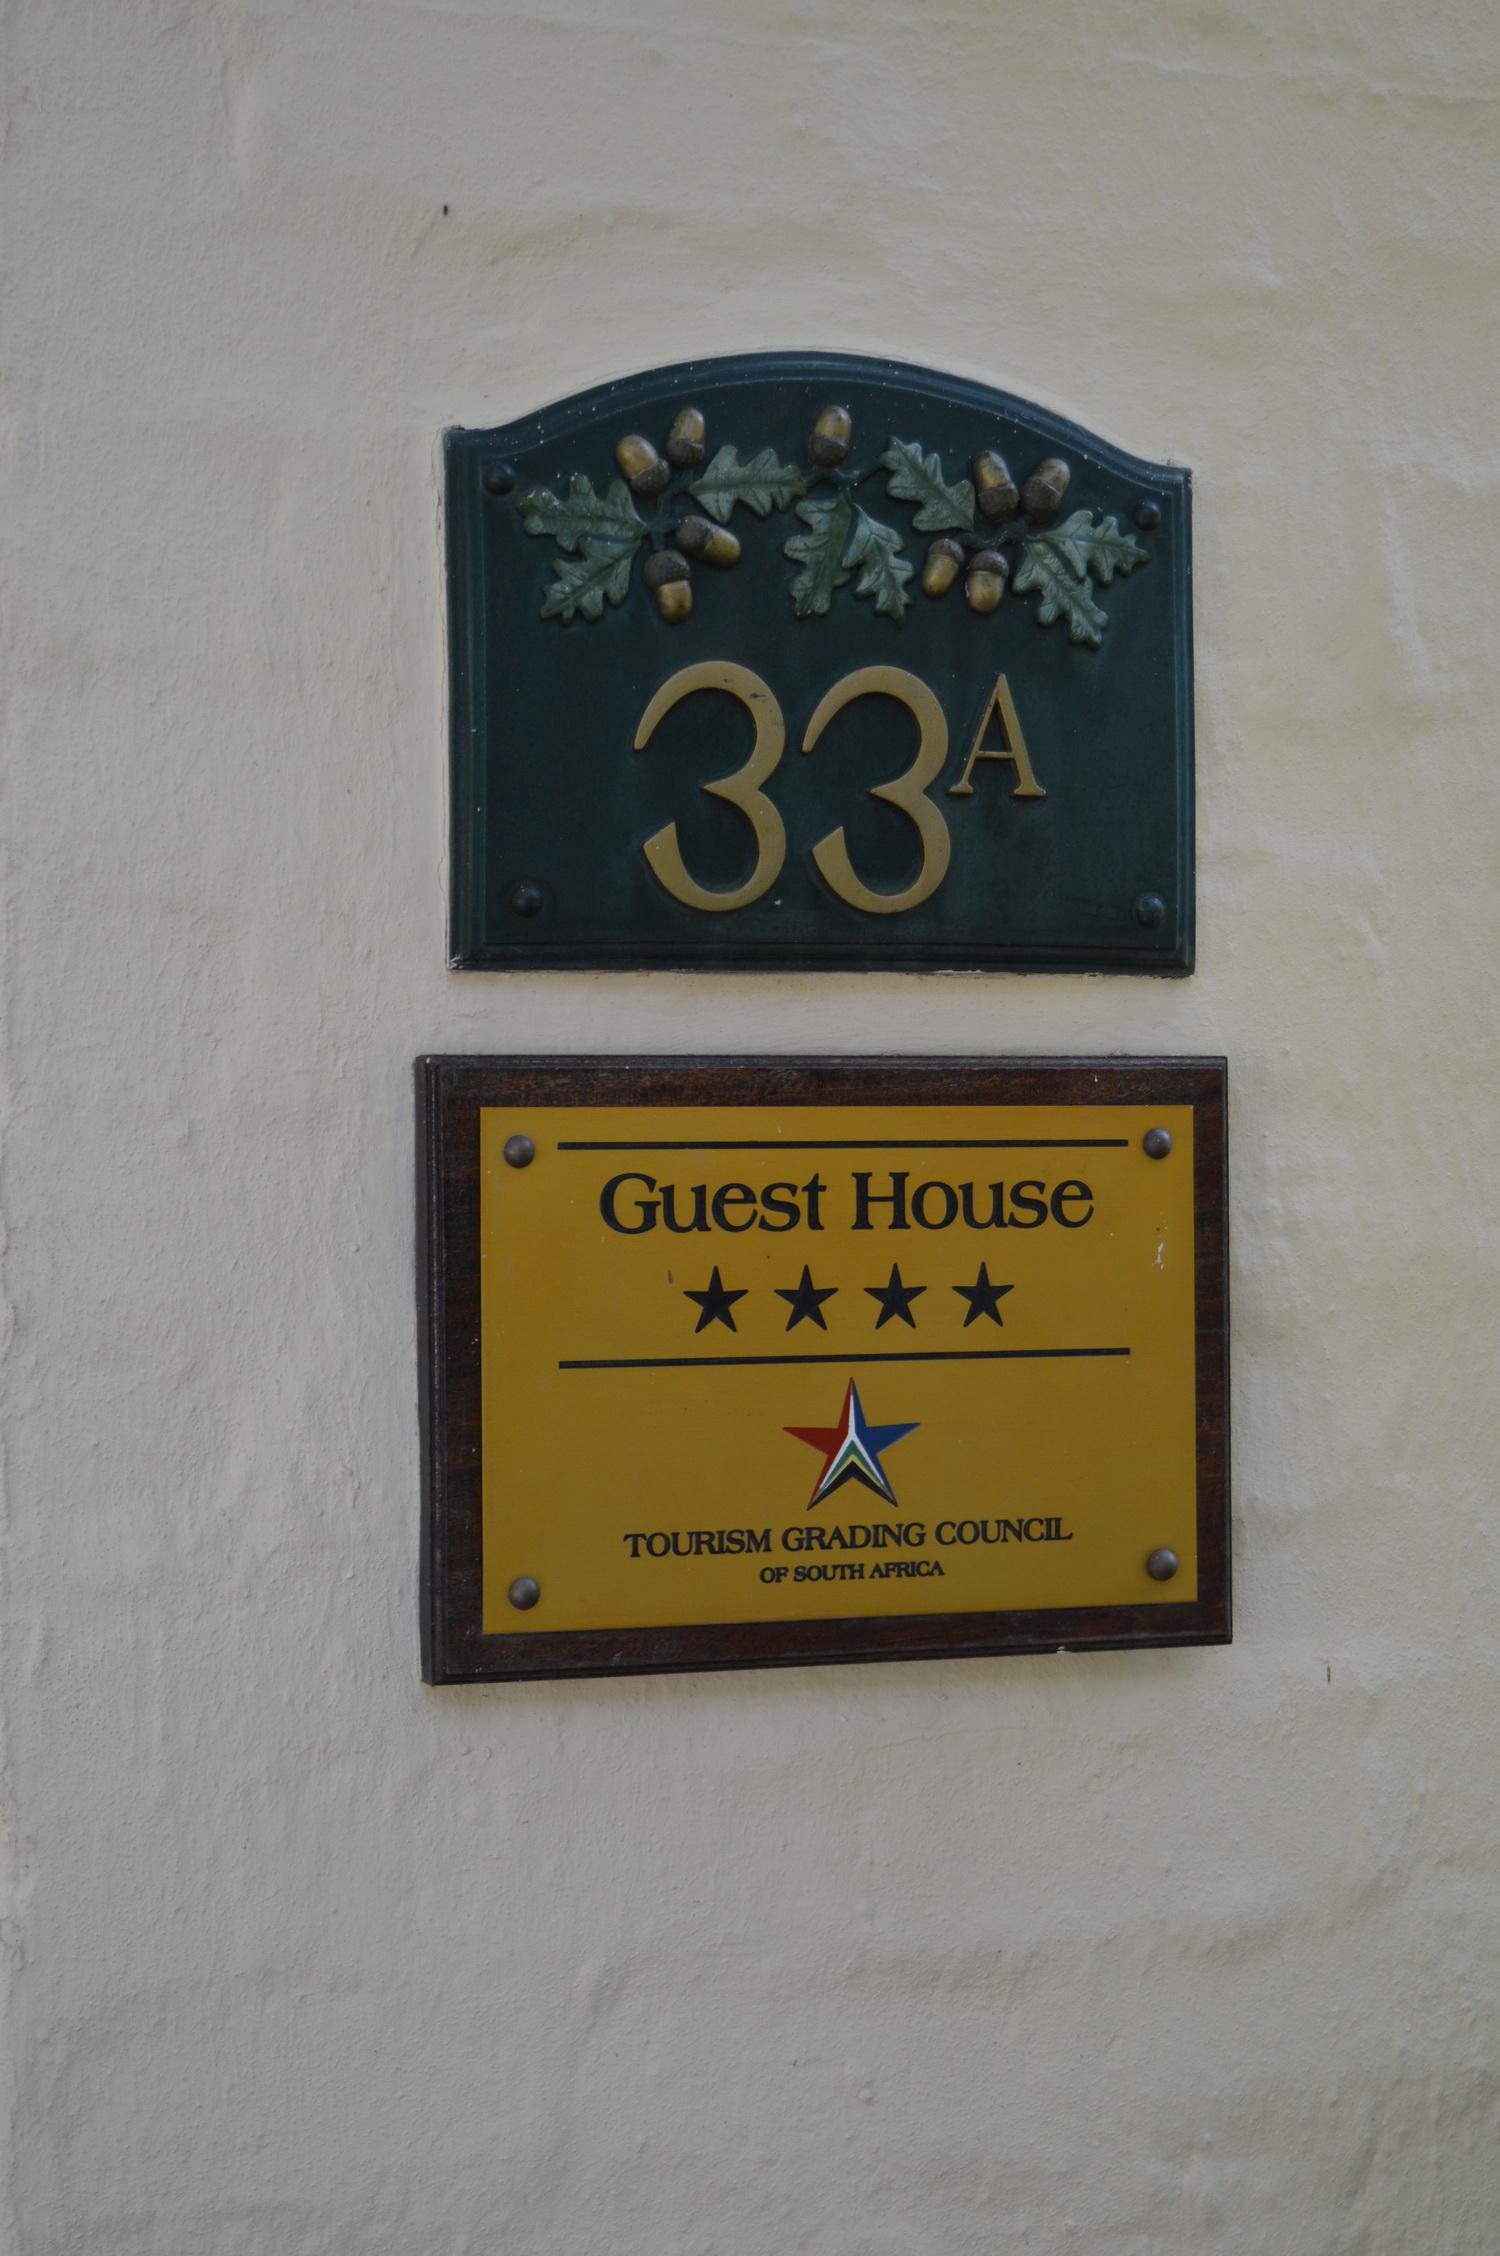 33A
Guest House
★★★★
TOURISM GRADING COUNCIL
OF SOUTH AFRICA